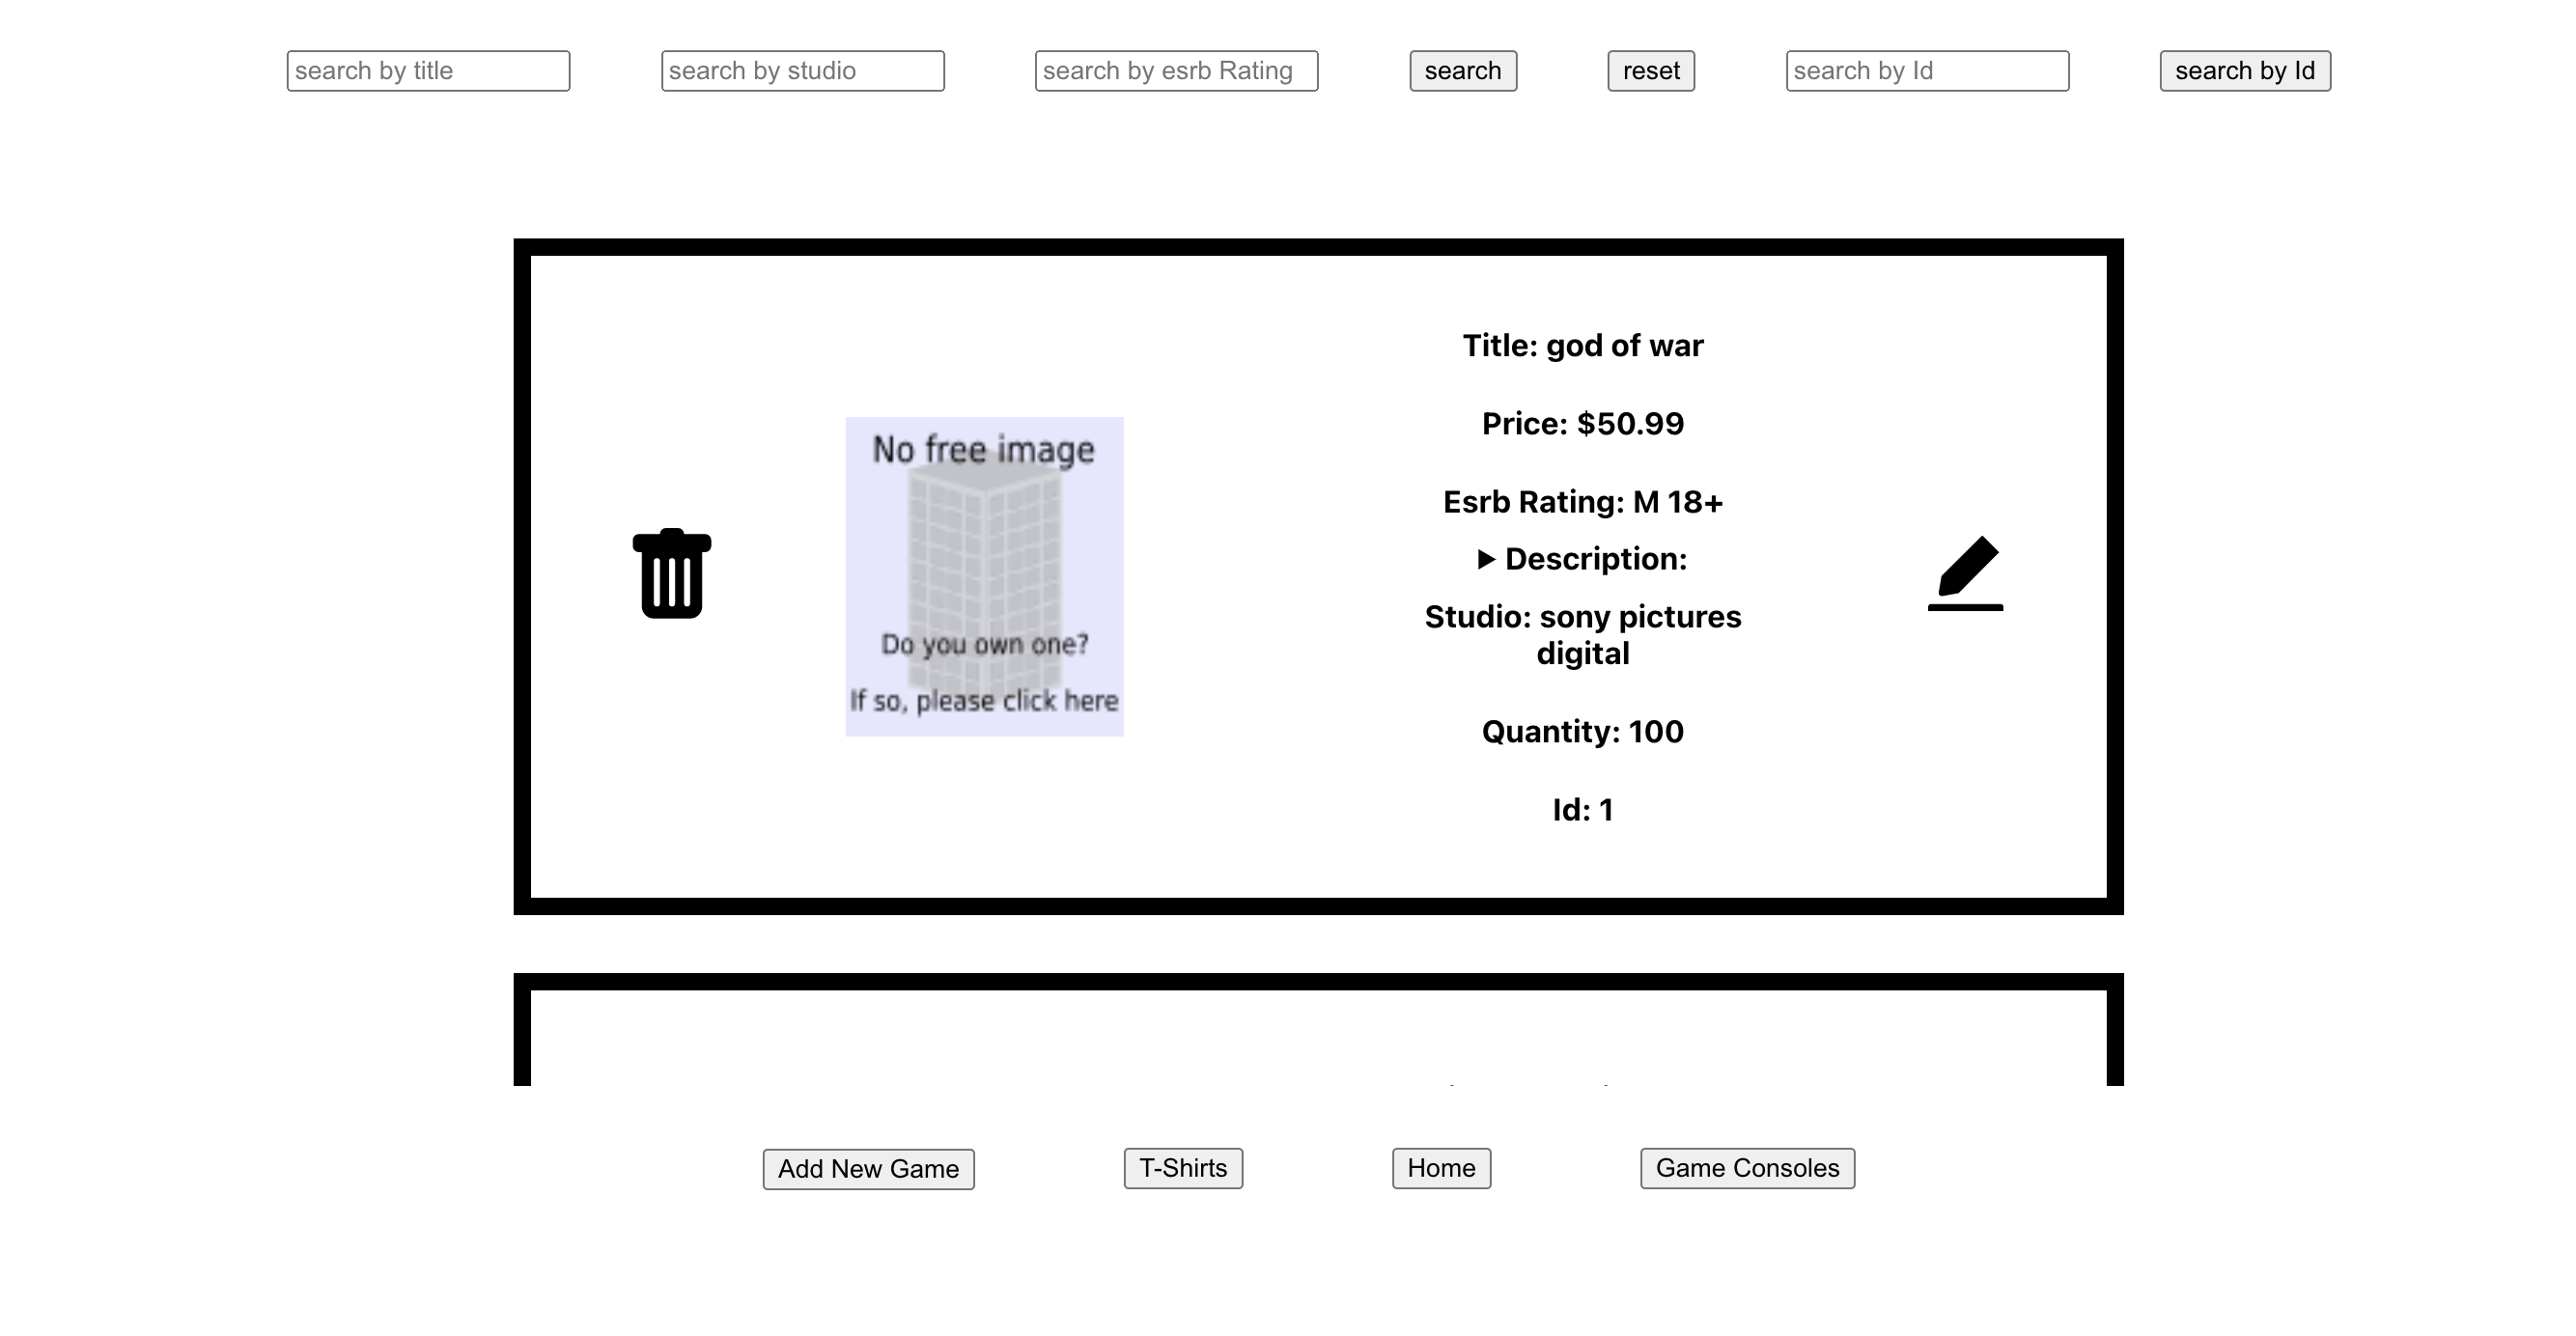 search by title
search by studio
search by esrb Rating
search
reset
search by Id
search by Id
Title: god of war
Price: $50.99
Esrb Rating: M 18+
▶ Description:
Studio: sony pictures
digital
Quantity: 100
Id: 1
No free image
Do you own one?
If so, please click here
Add New Game
T-Shirts
Home
Game Consoles